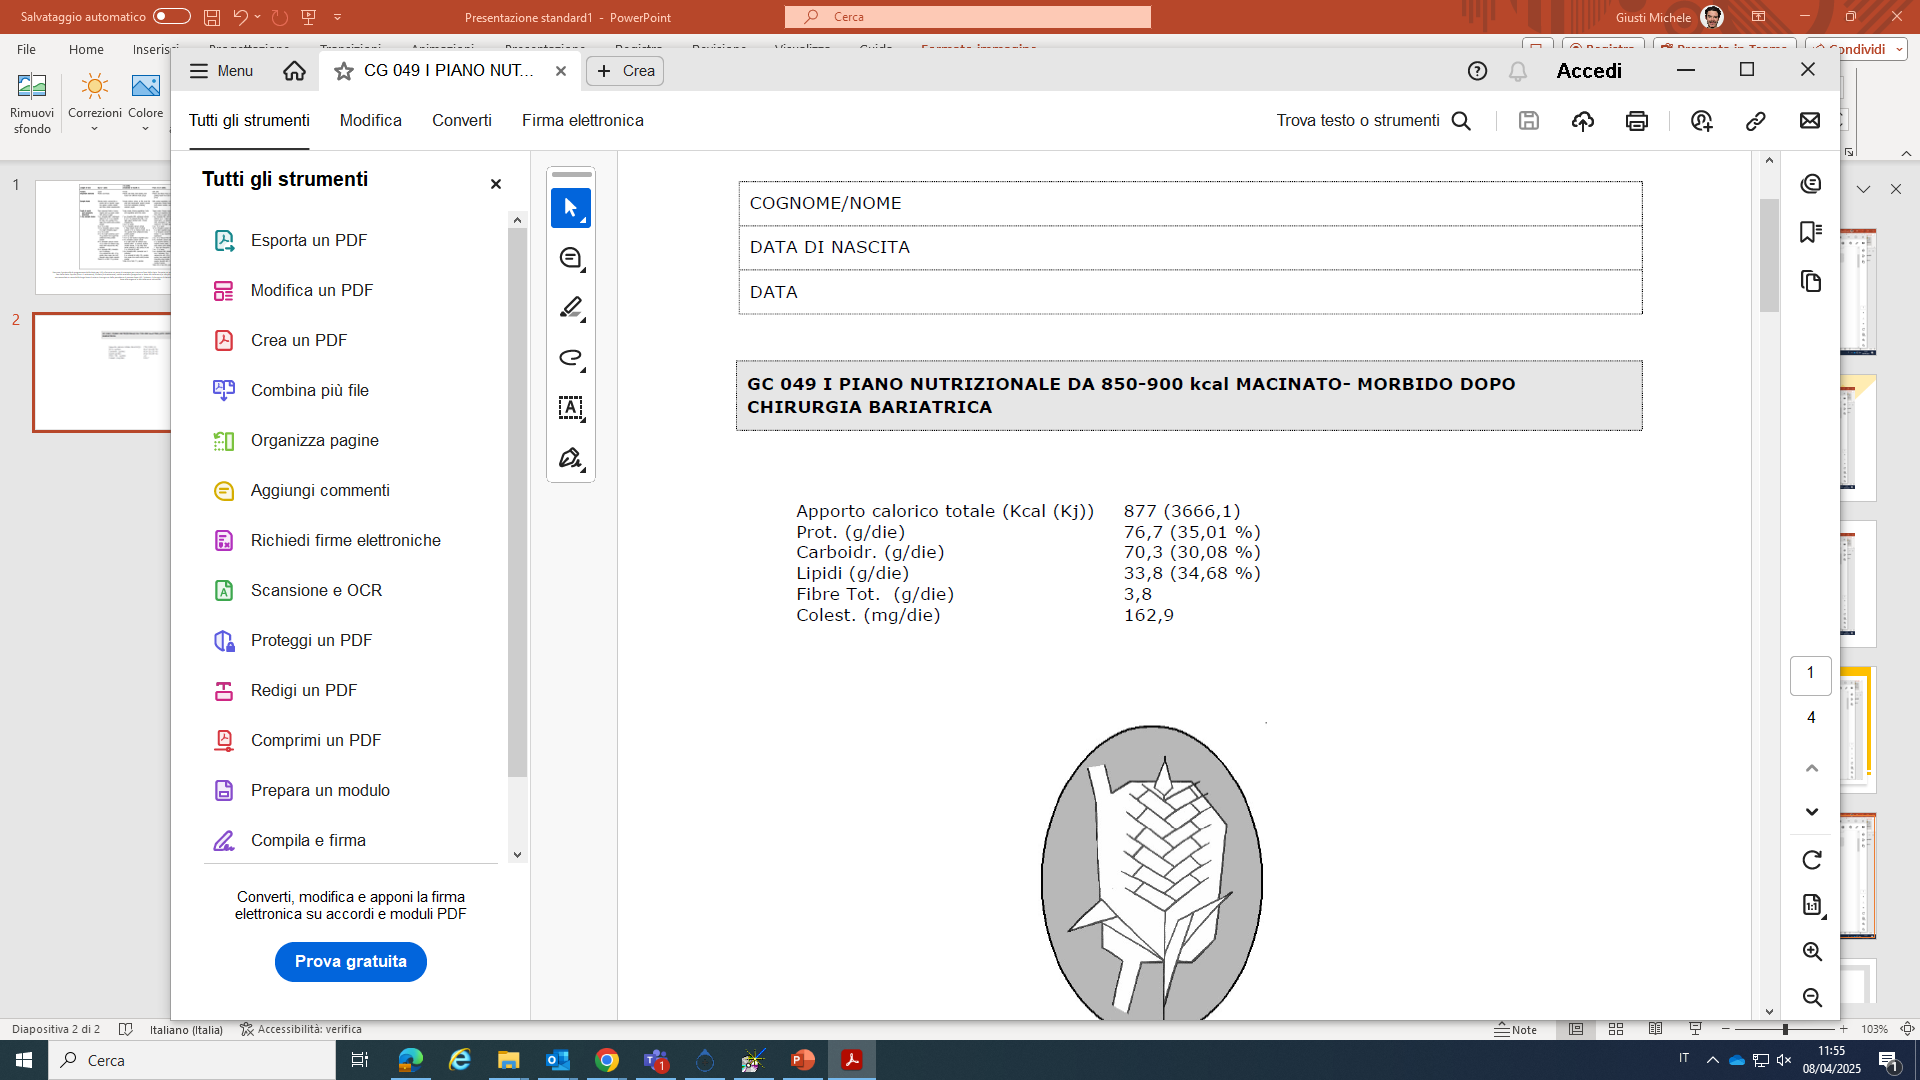 Salvataggio automatico
Presentazione standard1 - PowerPoint
Cerca
Giusti Michele
File
Home
Condividi
Rimuovi sfondo
Correzioni
Colore
Menu
CG 049 I PIANO NUT...
Crea
Accedi
Tutti gli strumenti
Modifica
Converti
Firma elettronica
Trova testo o strumenti
Tutti gli strumenti
Esporta un PDF
Modifica un PDF
Crea un PDF
Combina più file
Organizza pagine
Aggiungi commenti
Richiedi firme elettroniche
Scansione e OCR
Proteggi un PDF
Redigi un PDF
Comprimi un PDF
Prepara un modulo
Compila e firma
Converti, modifica e apponi la firma
elettronica su accordi e moduli PDF
Prova gratuita
1
2
COGNOME/NOME
DATA DI NASCITA
DATA
GC 049 I PIANO NUTRIZIONALE DA 850-900 kcal MACINATO- MORBIDO DOPO
CHIRURGIA BARIATRICA
Apporto calorico totale (Kcal (Kj)) 877 (3666,1)
Prot. (g/die) 76,7 (35,01 %)
Carboidr. (g/die) 70,3 (30,08 %)
Lipidi (g/die) 33,8 (34,68 %)
Fibre Tot. (g/die) 3,8
Colest. (mg/die) 162,9
1
4
Diapositiva 2 di 2
Italiano (Italia)
Accessibilità: verifica
Note
103%
Cerca
IT
11:55
08/04/2025